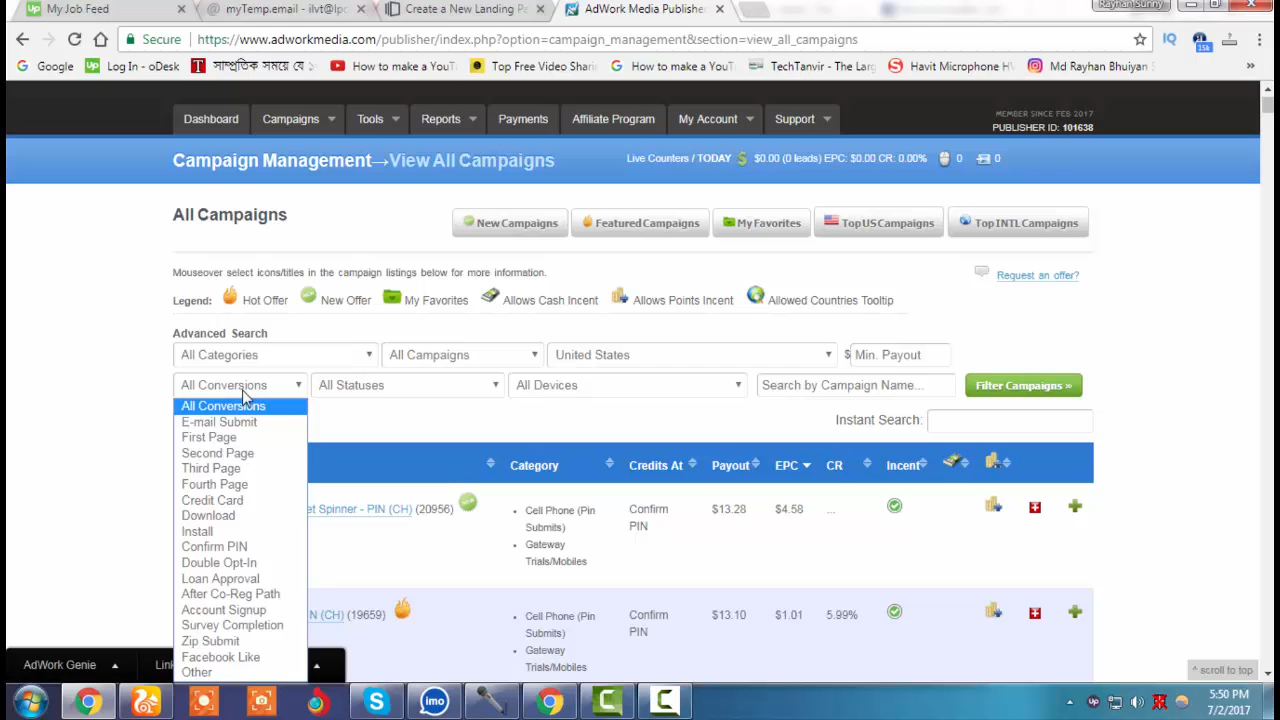 My Job Feed
myTemp.email - ilvt@lpc
Create a New Landing Pa
AdWork Media Publishe
Rayhan Sunny
Secure
https://www.adworkmedia.com/publisher/index.php?option=campaign_management&section=view_all_campaigns
15k
Google
Log In - oDesk
সাম্প্রতিক সময়ে যে
How to make a YouT
Top Free Video Shari
How to make a YouT
TechTanvir - The Larg
Havit Microphone H
Md Rayhan Bhuiyan
Dashboard
Campaigns
Tools
Reports
Payments
Affiliate Program
My Account
Support
MEMBER SINCE FEB 2017
PUBLISHER ID: 101638
Campaign Management→View All Campaigns
Live Counters / TODAY $0.00 (0 leads) EPC: $0.00 CR: 0.00% 0 0
All Campaigns
New Campaigns
Featured Campaigns
My Favorites
Top US Campaigns
Top INTL Campaigns
Mouseover select icons/titles in the campaign listings below for more information.
Request an offer?
Legend: Hot Offer New Offer My Favorites Allows Cash Incent Allows Points Incent Allowed Countries Tooltip
Advanced Search
All Categories
All Campaigns
United States
$ Min. Payout
All Conversions
All Statuses
All Devices
Search by Campaign Name...
Filter Campaigns »
Instant Search:
All Conversions
E-mail Submit
First Page
Second Page
Third Page
Fourth Page
Credit Card
Download
Install
Confirm PIN
Double Opt-In
Loan Approval
After Co-Reg Path
Account Signup
Survey Completion
Zip Submit
Facebook Like
Other
Category
Credits At
Payout
EPC
CR
Incent
et Spinner - PIN (CH) (20956)
Cell Phone (Pin
Submits)
Gateway
Trials/Mobiles
Confirm
PIN
$13.28
$4.58
...
N (CH) (19659)
Cell Phone (Pin
Submits)
Gateway
Trials/Mobiles
Confirm
PIN
$13.10
$1.01
5.99%
AdWork Genie
Link
^ scroll to top
5:50 PM
7/2/2017